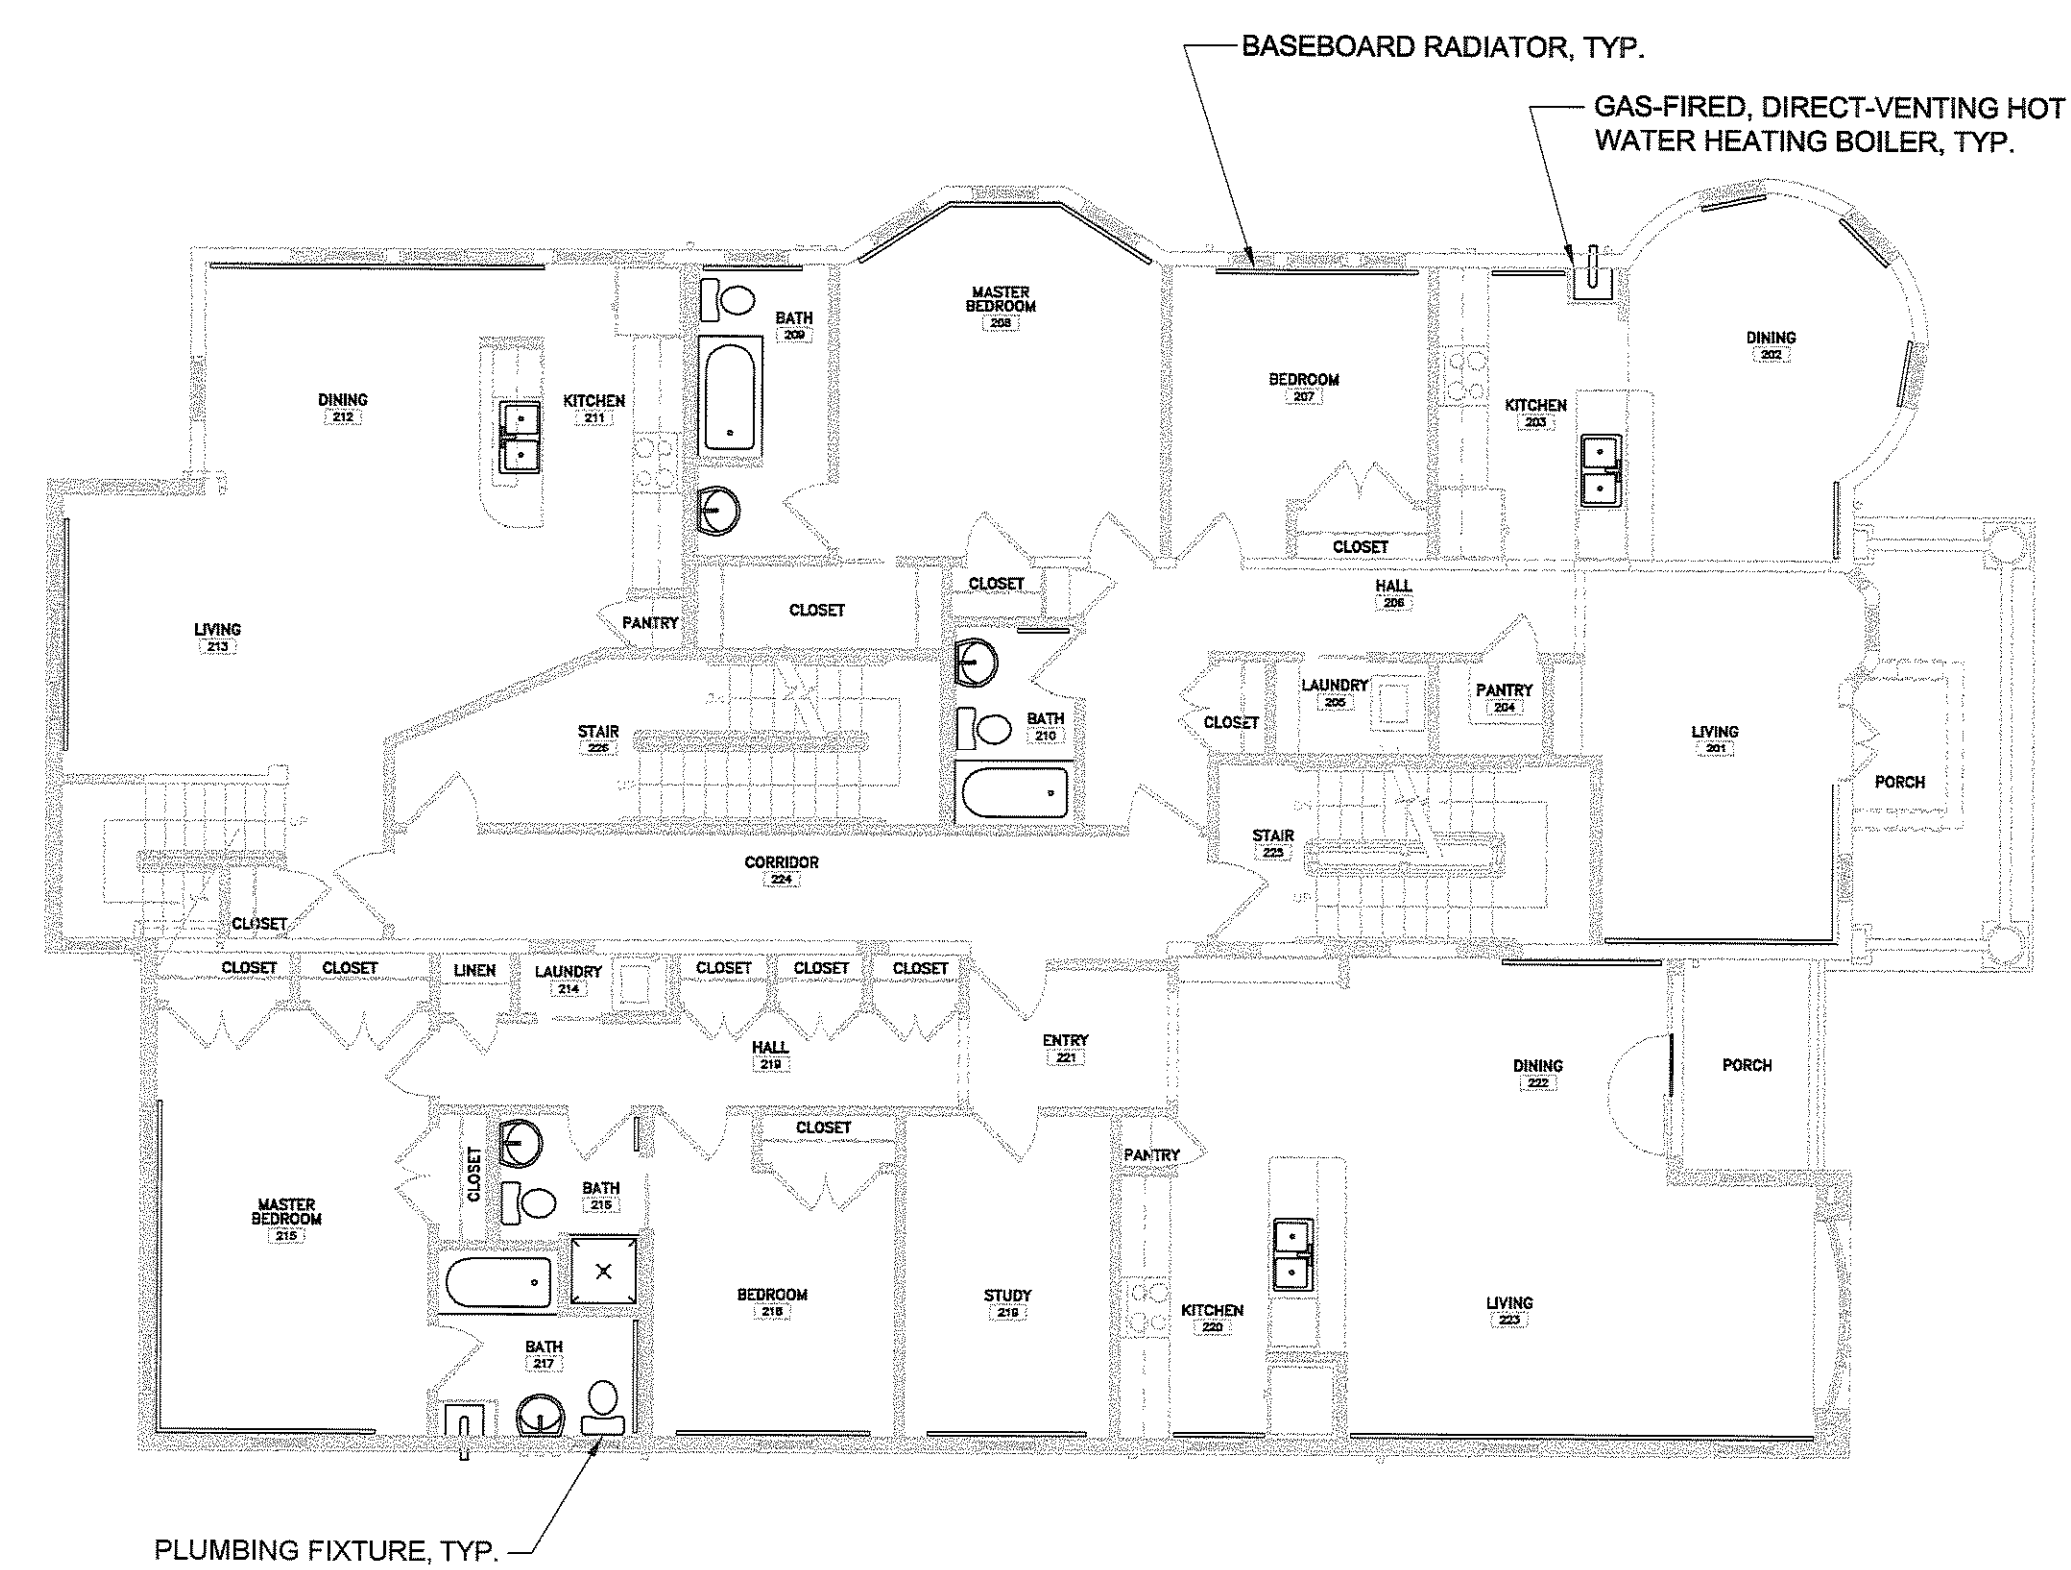 BASEBOARD RADIATOR, TYP.
GAS-FIRED, DIRECT-VENTING HOT
WATER HEATING BOILER, TYP.
MASTER
BEDROOM
208
BATH
209
DINING
202
BEDROOM
207
DINING
212
KITCHEN
211
KITCHEN
203
CLOSET
CLOSET
CLOSET
HALL
206
PANTRY
LIVING
213
LAUNDRY
205
PANTRY
204
CLOSET
BATH
210
STAIR
226
LIVING
201
PORCH
UP
STAIR
225
CORRIDOR
224
UP
CLOSET
CLOSET
CLOSET
LINEN
LAUNDRY
214
CLOSET
CLOSET
CLOSET
HALL
219
ENTRY
221
DINING
222
PORCH
CLOSET
PANTRY
CLOSET
BATH
216
MASTER
BEDROOM
215
BEDROOM
218
STUDY
219
KITCHEN
220
LIVING
223
BATH
217
PLUMBING FIXTURE, TYP.